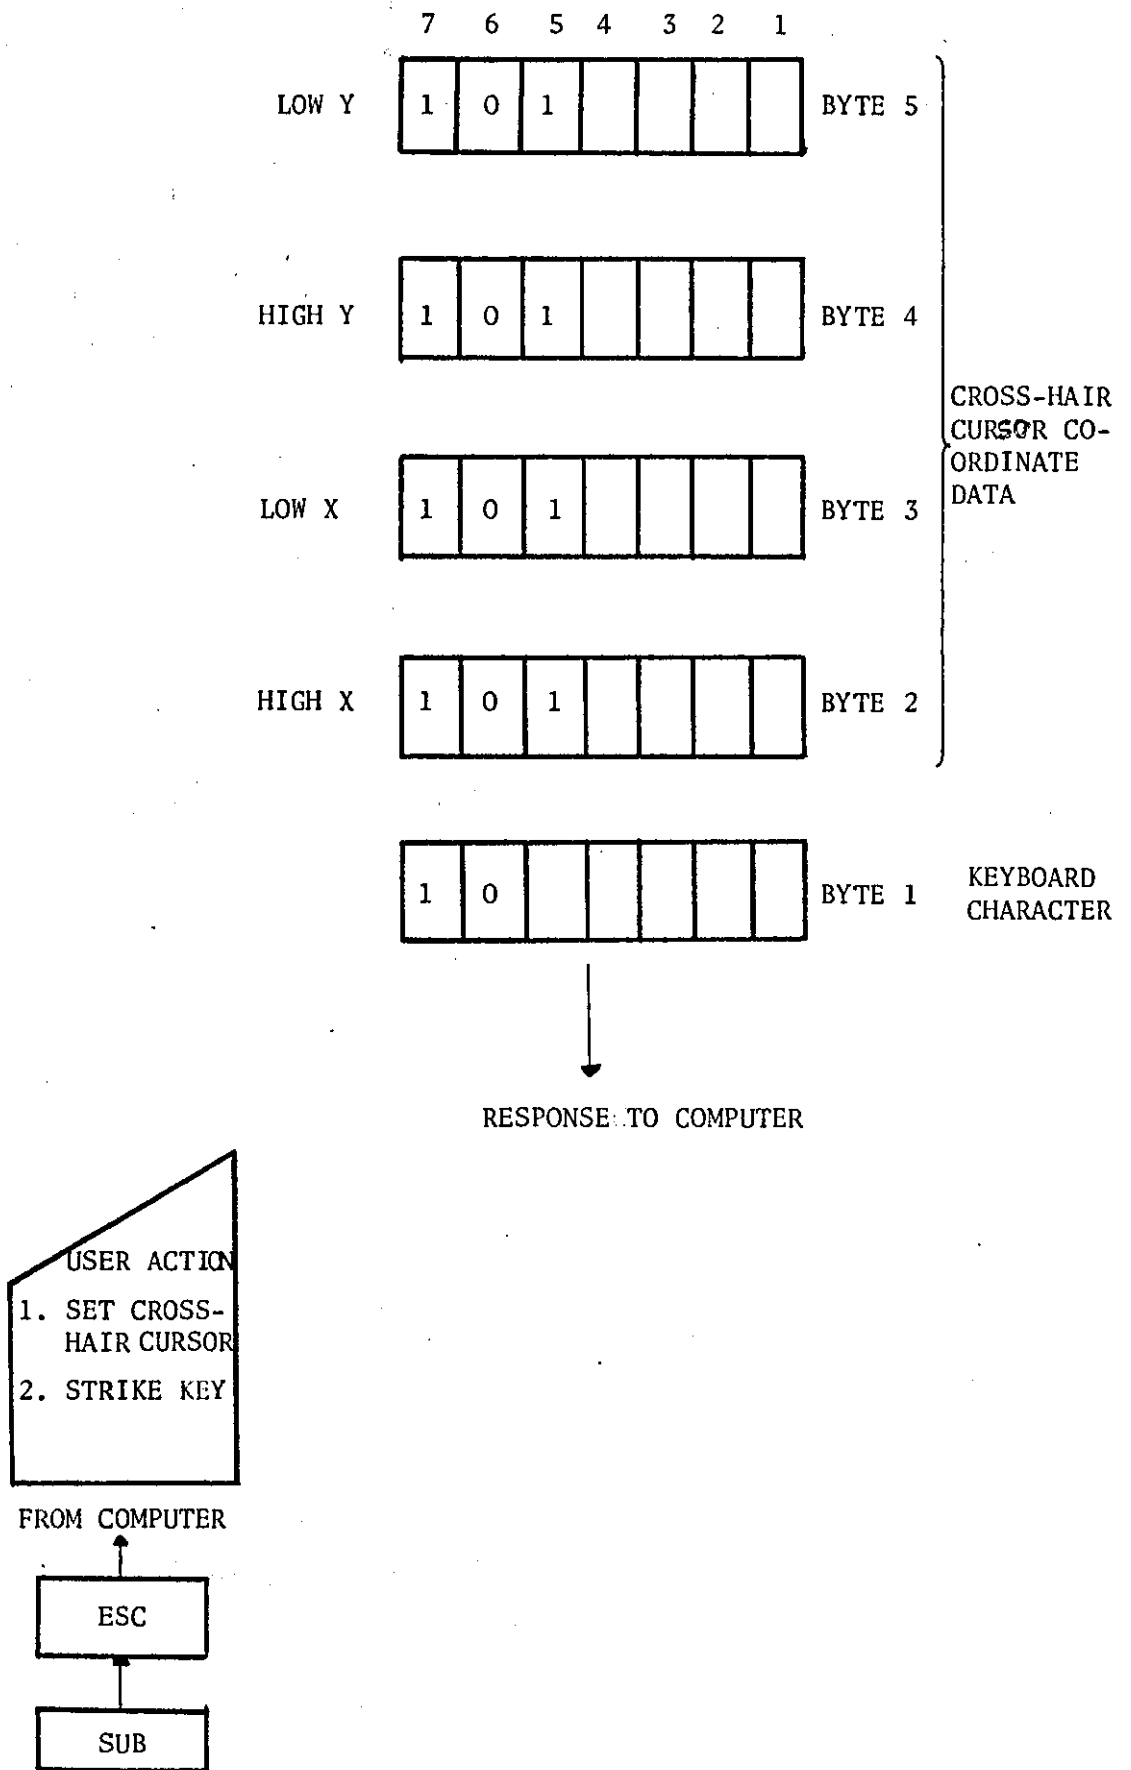 7 6 5 4 3 2 1
LOW Y 1 0 1 BYTE 5
HIGH Y 1 0 1 BYTE 4
CROSS-HAIR
CURSOR CO-
ORDINATE
DATA
LOW X 1 0 1 BYTE 3
HIGH X 1 0 1 BYTE 2
1 0 BYTE 1
KEYBOARD
CHARACTER
RESPONSE TO COMPUTER
USER ACTION
1. SET CROSS-
HAIR CURSOR
2. STRIKE KEY
FROM COMPUTER
ESC
SUB